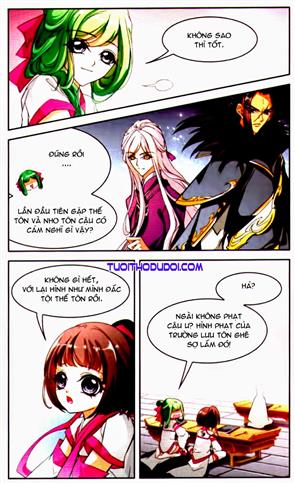 KHÔNG SAO
THÌ TỐT.
ĐÚNG RỒI
....
LẦN ĐẦU TIÊN GẶP THẾ
TÔN VÀ NHO TÔN CẬU CÓ
CẢM NGHĨ GÌ VẬY?
TUOITHODUDOI.COM
KHÔNG GÌ HẾT,
VỚI LẠI HÌNH NHƯ MÌNH ĐẮC
TỘI THẾ TÔN RỒI.
HẢ?
NGÀI KHÔNG PHẠT
CẬU Ư? HÌNH PHẠT CỦA
TRƯỜNG LƯU TÔN GHÊ
SỢ LẮM ĐÓ!